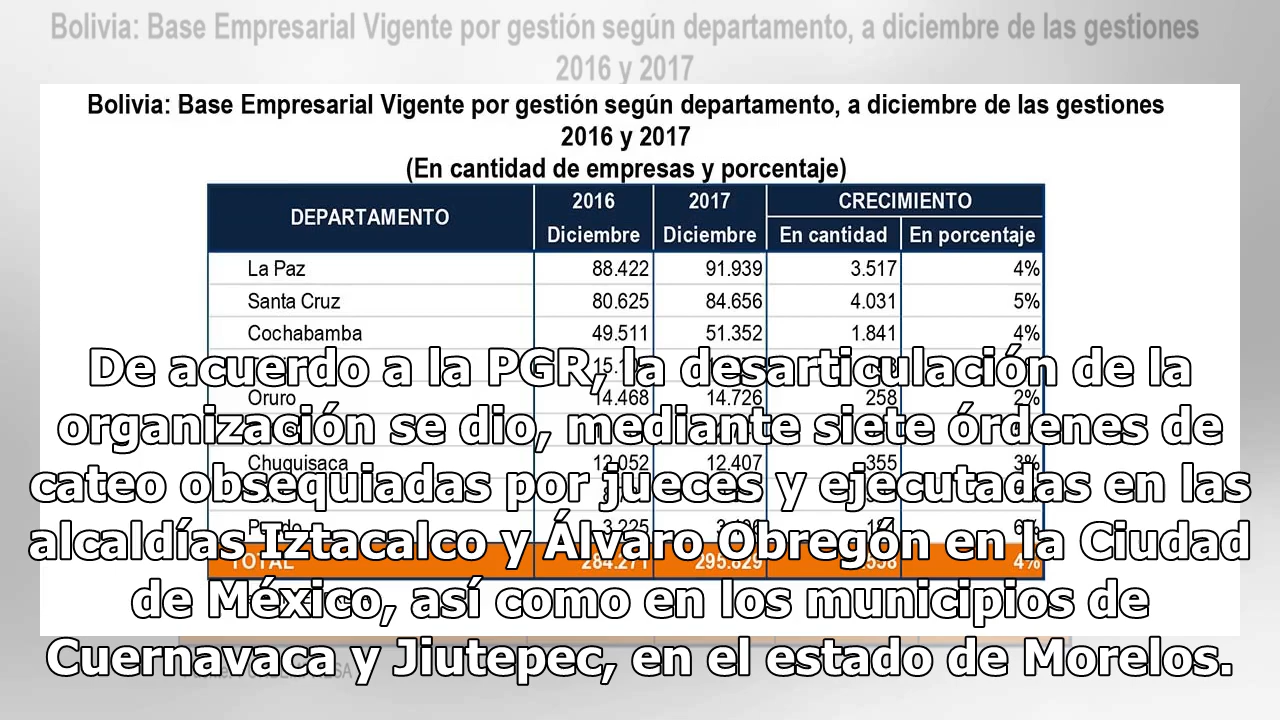 Bolivia: Base Empresarial Vigente por gestión según departamento, a diciembre de las gestiones
2016 y 2017
Bolivia: Base Empresarial Vigente por gestión según departamento, a diciembre de las gestiones
2016 y 2017
(En cantidad de empresas y porcentaje)
DEPARTAMENTO 2016 Diciembre 2017 Diciembre CRECIMIENTO
En cantidad En porcentaje
La Paz 88.422 91.939 3.517 4%
Santa Cruz 80.625 84.656 4.031 5%
Cochabamba 49.511 51.352 1.841 4%
De acuerdo a la PGR, la desarticulación de la
Oruro 14.468 14.726 258 2%
organización se dio, mediante siete órdenes de
Chuquisaca 12.052 12.407 355 3%
cateo obsequiadas por jueces y ejecutadas en las
3.225
alcaldías Iztacalco y Álvaro Obregón en la Ciudad
TOTAL 284.271 295.829 4%
de México, así como en los municipios de
Cuernavaca y Jiutepec, en el estado de Morelos.